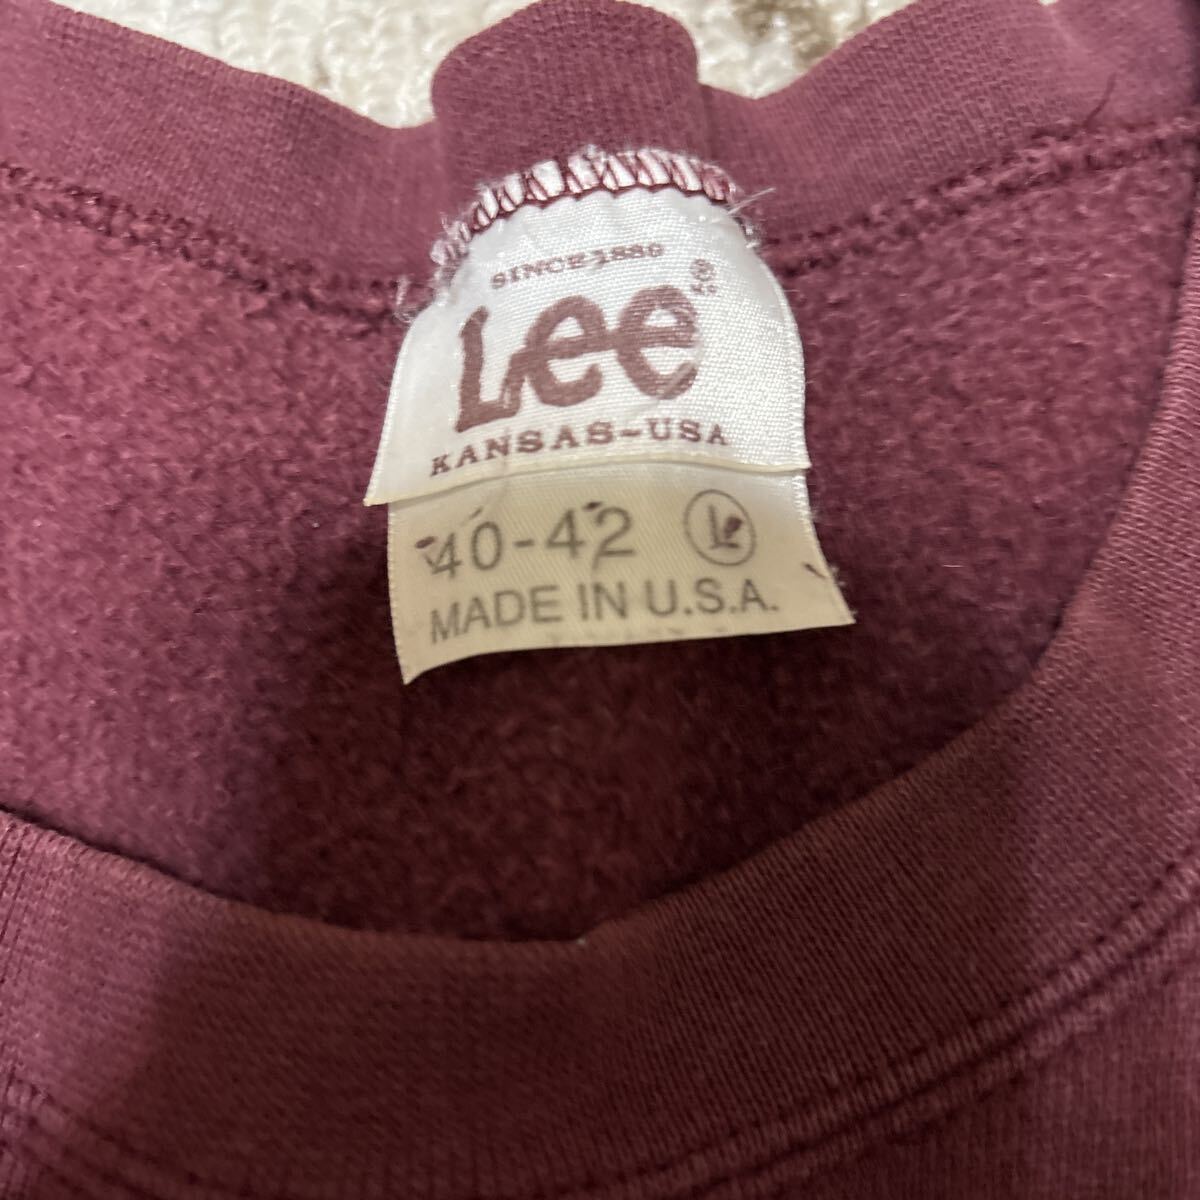 SINCE 1889
Lee®
KANSAS-USA
40-42 L
MADE IN U.S.A.